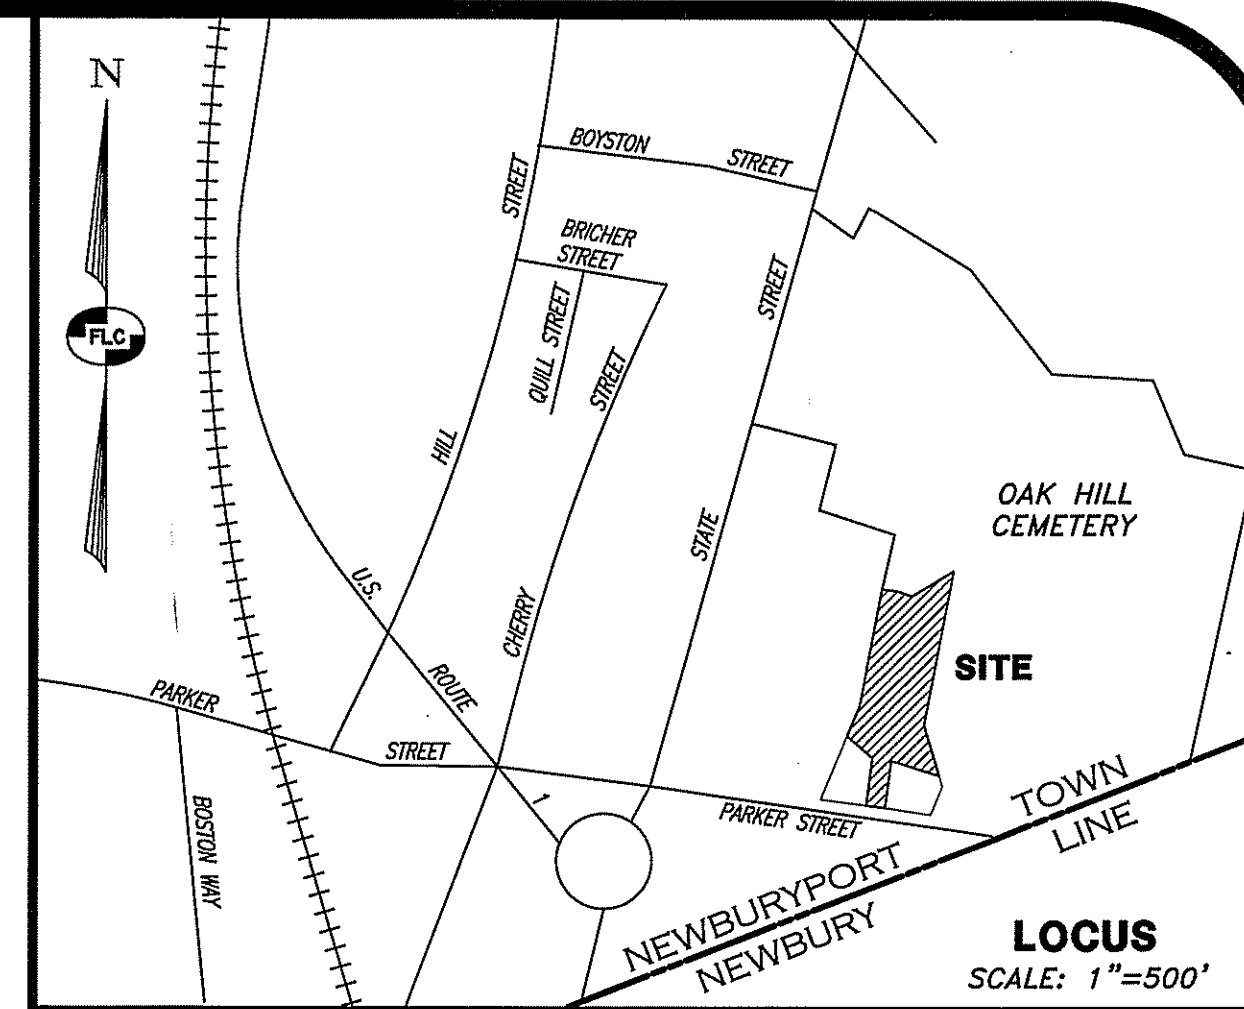 N
BOYSTON STREET
STREET
BRICHER
STREET
STREET
FLC
QUILL STREET
STREET
HILL
OAK HILL
CEMETERY
STATE
U.S.
CHERRY
SITE
ROUTE
PARKER
STREET
TOWN
LINE
1
BOSTON WAY
PARKER STREET
NEWBURYPORT
NEWBURY
LOCUS
SCALE: 1"=500'